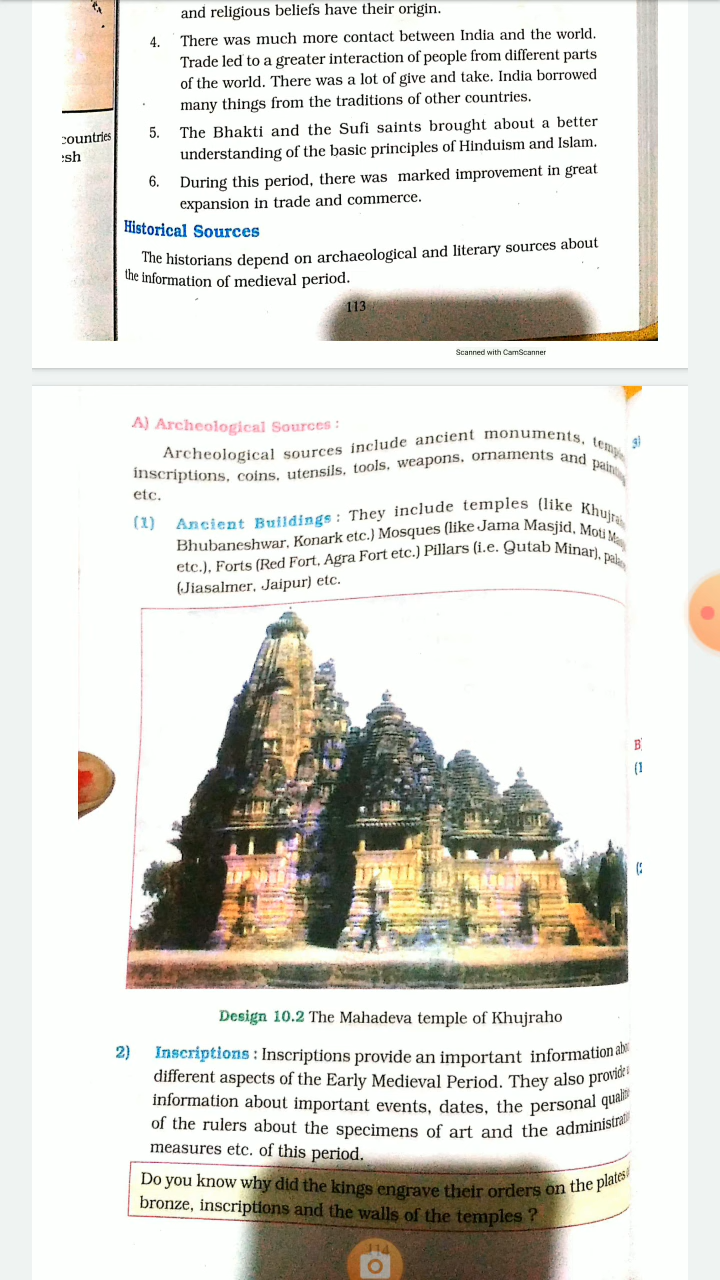 and religious beliefs have their origin.
4. There was much more contact between India and the world.
Trade led to a greater interaction of people from different parts
of the world. There was a lot of give and take. India borrowed
many things from the traditions of other countries.
5. The Bhakti and the Sufi saints brought about a better
understanding of the basic principles of Hinduism and Islam.
6. During this period, there was marked improvement in great
expansion in trade and commerce.
countries
Historical Sources
The historians depend on archaeological and literary sources about
the information of medieval period.
113
Scanned with CamScanner
A) Archeological Sources :
Archeological sources include ancient monuments,
inscriptions, coins, utensils, tools, weapons, ornaments and
etc.
(1) Ancient Buildings : They include temples (like
Bhubaneshwar, Konark etc.) Mosques (like Jama Masjid, Moti
etc.), Forts (Red Fort, Agra Fort etc.) Pillars (i.e. Qutab Minar),
(Jiasalmer, Jaipur) etc.
Design 10.2 The Mahadeva temple of Khujraho
2) Inscriptions : Inscriptions provide an important information
different aspects of the Early Medieval Period. They also provide
information about important events, dates, the personal
of the rulers about the specimens of art and the
measures etc. of this period.
Do you know why did the kings engrave their orders on the plates
bronze, inscriptions and the walls of the temples ?
114